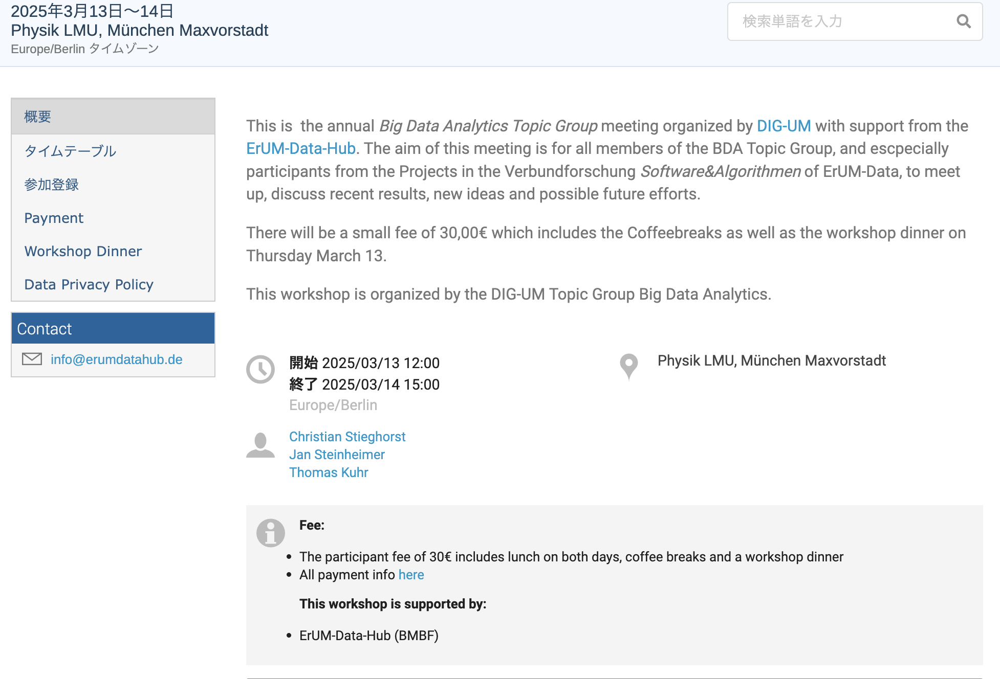 2025年3月13日～14日
Physik LMU, München Maxvorstadt
Europe/Berlin タイムゾーン
検索単語を入力
概要
タイムテーブル
参加登録
Payment
Workshop Dinner
Data Privacy Policy
Contact
info@erumdatahub.de
This is  the annual Big Data Analytics Topic Group meeting organized by DIG-UM with support from the
ErUM-Data-Hub. The aim of this meeting is for all members of the BDA Topic Group, and escpecially
participants from the Projects in the Verbundforschung Software&Algorithmen of ErUM-Data, to meet
up, discuss recent results, new ideas and possible future efforts.
There will be a small fee of 30,00€ which includes the Coffeebreaks as well as the workshop dinner on
Thursday March 13.
This workshop is organized by the DIG-UM Topic Group Big Data Analytics.
開始 2025/03/13 12:00
終了 2025/03/14 15:00
Europe/Berlin
Physik LMU, München Maxvorstadt
Christian Stieghorst
Jan Steinheimer
Thomas Kuhr
Fee:
• The participant fee of 30€ includes lunch on both days, coffee breaks and a workshop dinner
• All payment info here
This workshop is supported by:
• ErUM-Data-Hub (BMBF)